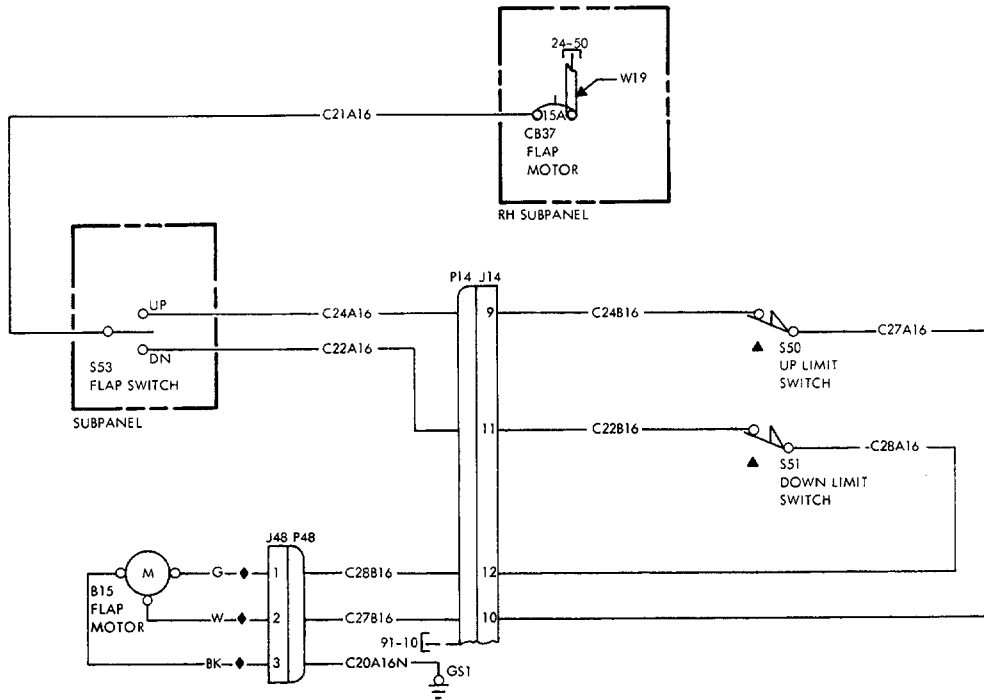 24-50
W19
C21A16
15A
CB37
FLAP
MOTOR
RH SUBPANEL
P14 J14
UP
C24A16
9
C24B16
C27A16
S53
FLAP SWITCH
DN
C22A16
S50
UP LIMIT
SWITCH
SUBPANEL
11
C22B16
C28A16
S51
DOWN LIMIT
SWITCH
J48 P48
M
G
1
C28B16
12
B15
FLAP
MOTOR
W
2
C27B16
10
91-10
BK
3
C20A16N
GS1